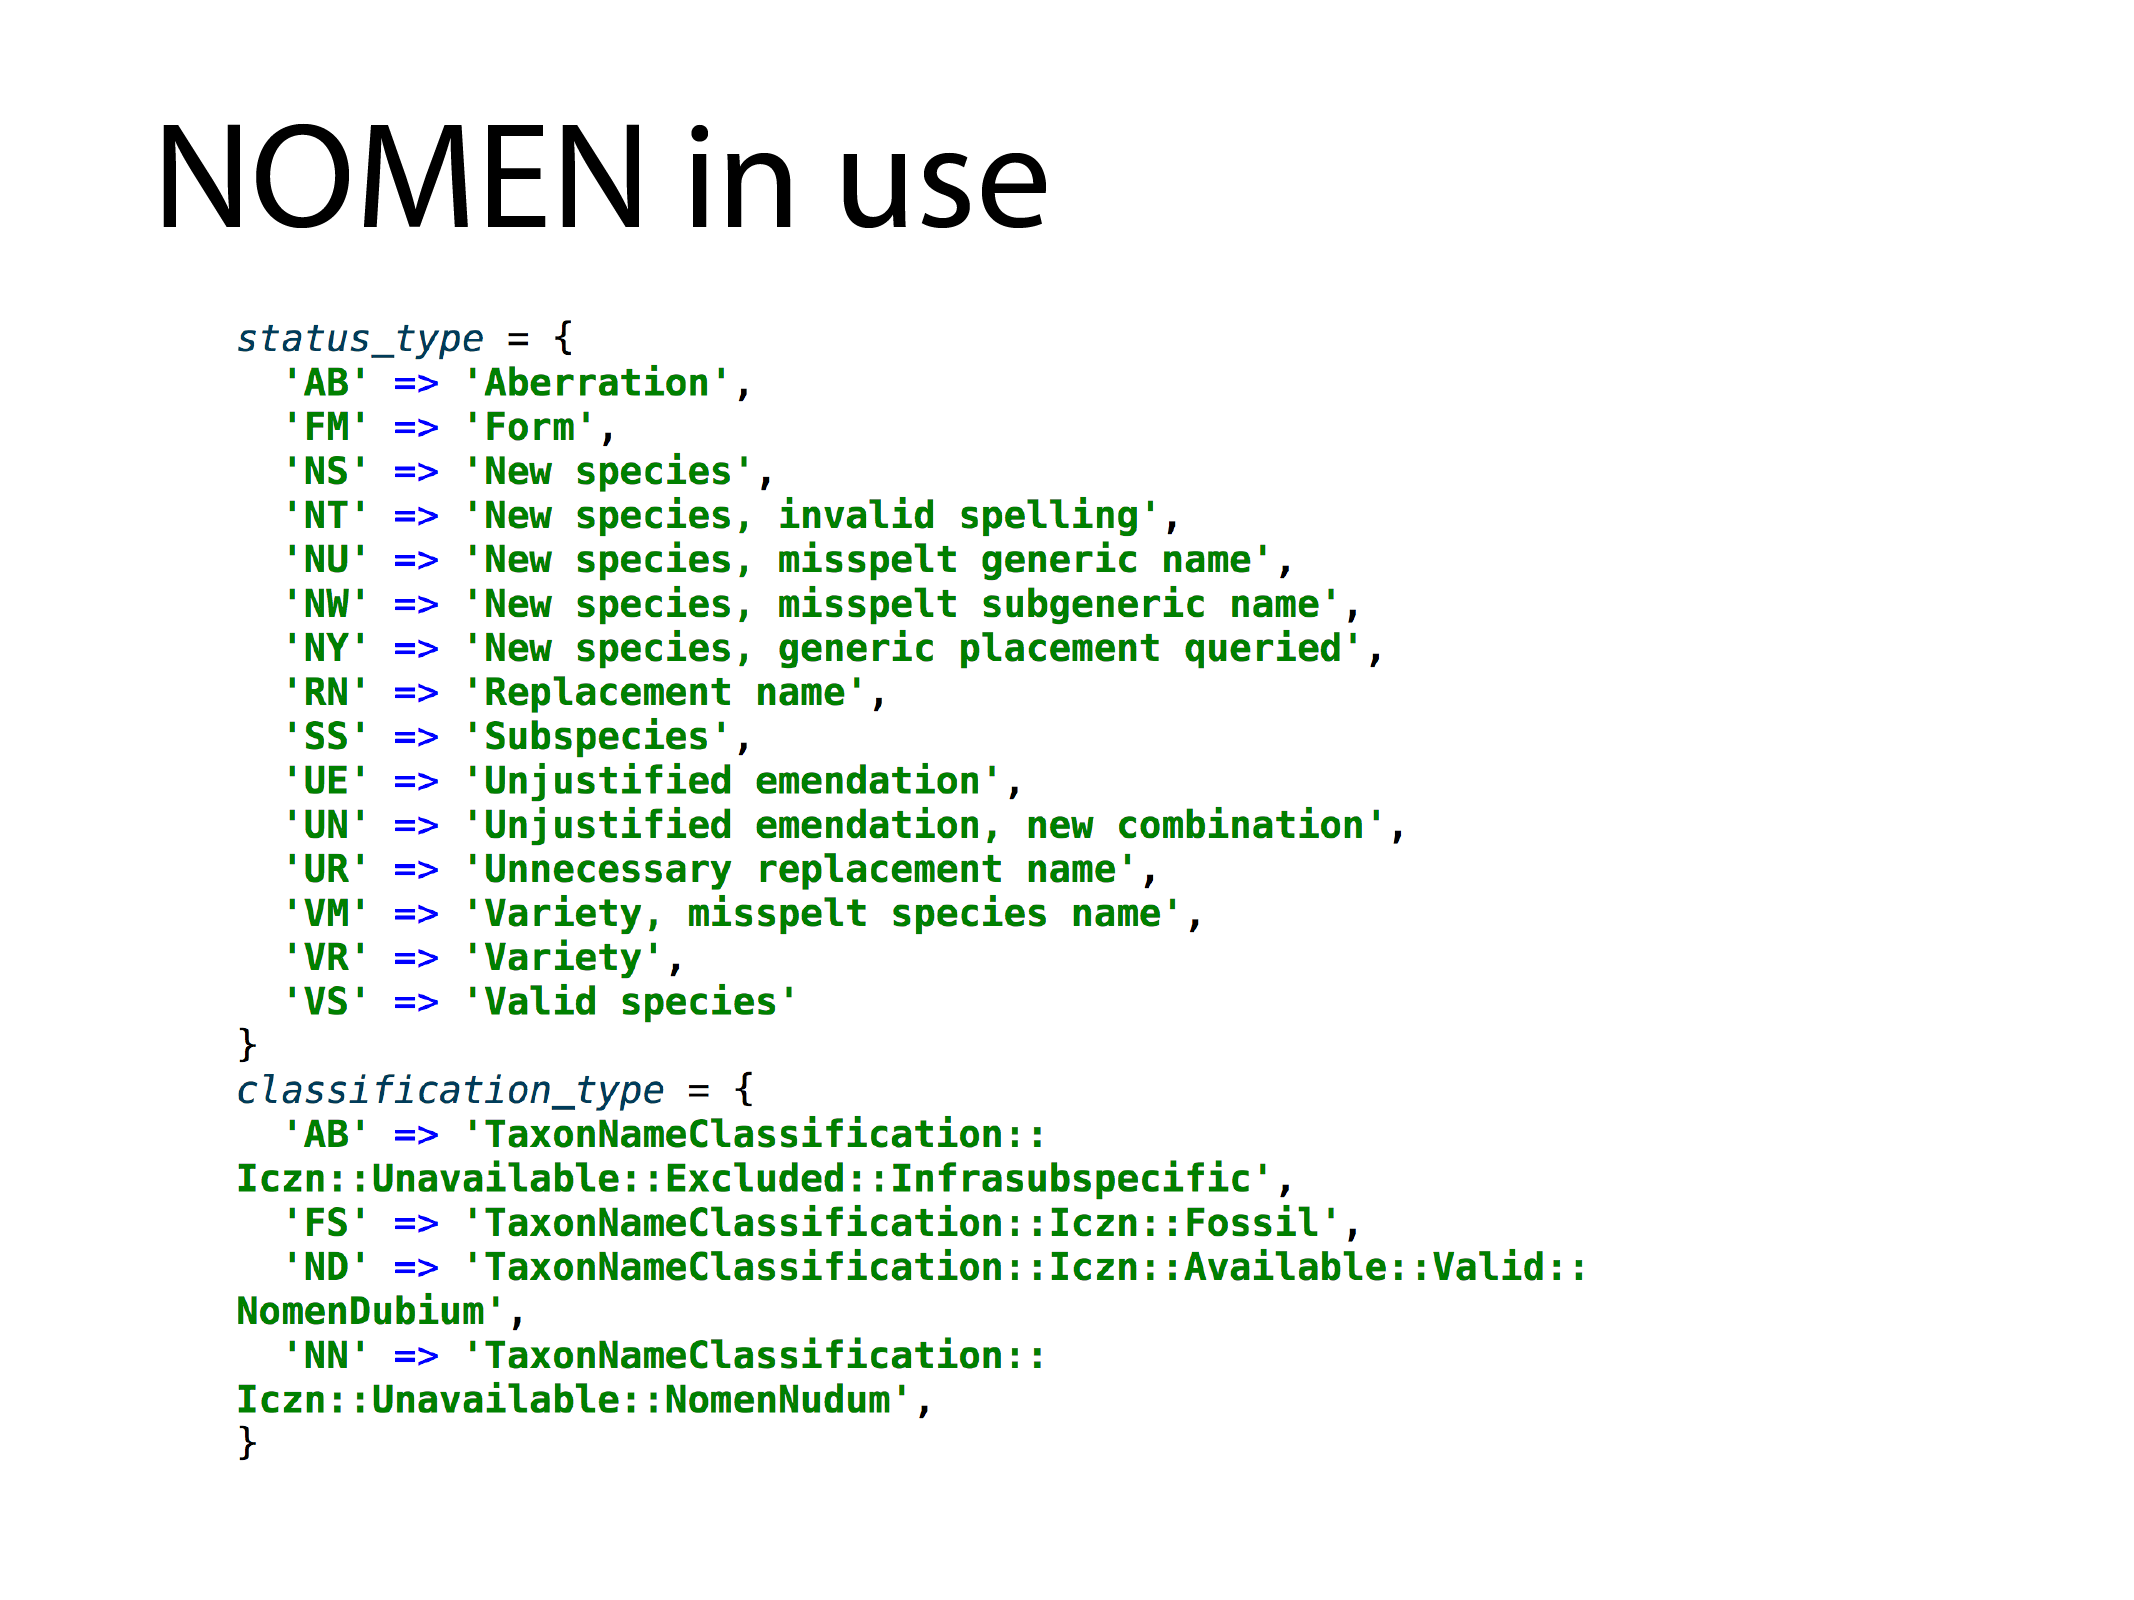 NOMEN in use
status_type = {
  'AB' => 'Aberration',
  'FM' => 'Form',
  'NS' => 'New species',
  'NT' => 'New species, invalid spelling',
  'NU' => 'New species, misspelt generic name',
  'NW' => 'New species, misspelt subgeneric name',
  'NY' => 'New species, generic placement queried',
  'RN' => 'Replacement name',
  'SS' => 'Subspecies',
  'UE' => 'Unjustified emendation',
  'UN' => 'Unjustified emendation, new combination',
  'UR' => 'Unnecessary replacement name',
  'VM' => 'Variety, misspelt species name',
  'VR' => 'Variety',
  'VS' => 'Valid species'
}
classification_type = {
  'AB' => 'TaxonNameClassification::
Iczn::Unavailable::Excluded::Infrasubspecific',
  'FS' => 'TaxonNameClassification::Iczn::Fossil',
  'ND' => 'TaxonNameClassification::Iczn::Available::Valid::
NomenDubium',
  'NN' => 'TaxonNameClassification::
Iczn::Unavailable::NomenNudum',
}